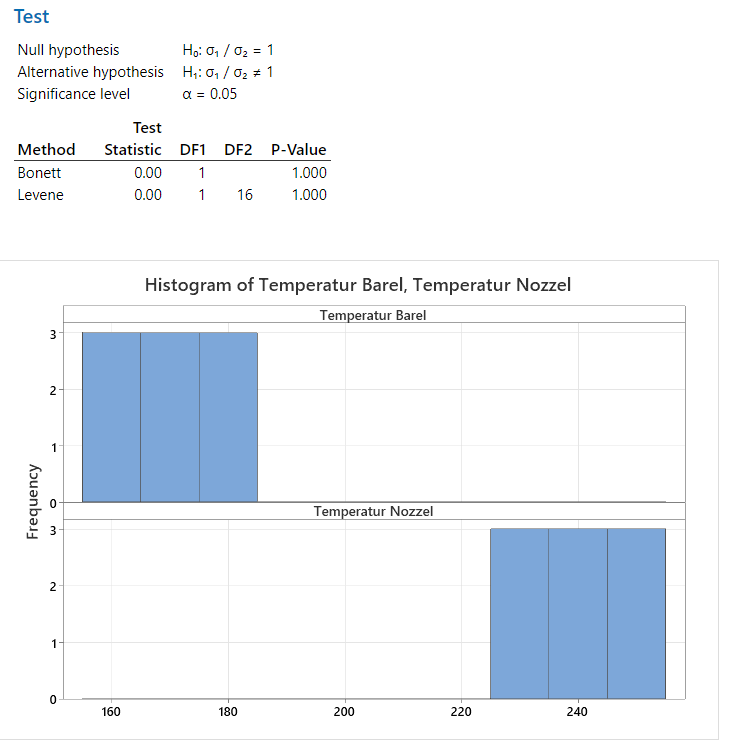 Test
Null hypothesis H₀: σ₁ / σ₂ = 1
Alternative hypothesis H₁: σ₁ / σ₂ ≠ 1
Significance level α = 0.05
Test
Method Statistic DF1 DF2 P-Value
Bonett 0.00 1 1.000
Levene 0.00 1 16 1.000
Histogram of Temperatur Barel, Temperatur Nozzel
Temperatur Barel
3
2
1
0
Temperatur Nozzel
3
2
1
0
Frequency
160 180 200 220 240